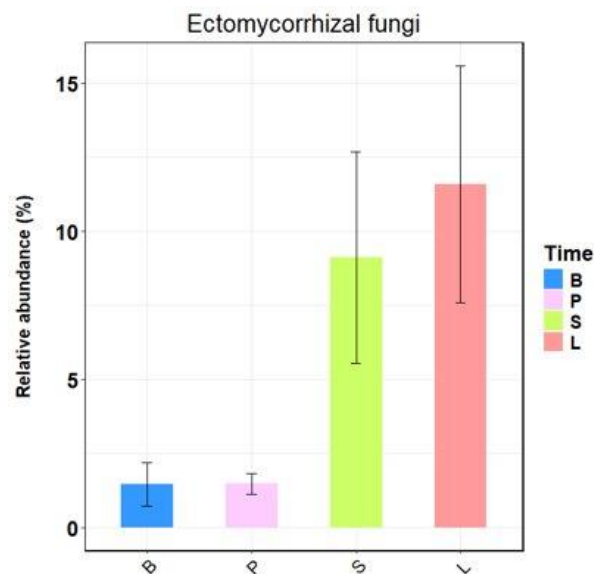 Ectomycorrhizal fungi
Relative abundance (%)
15
10
5
0
B
P
S
L
Time
B
P
S
L